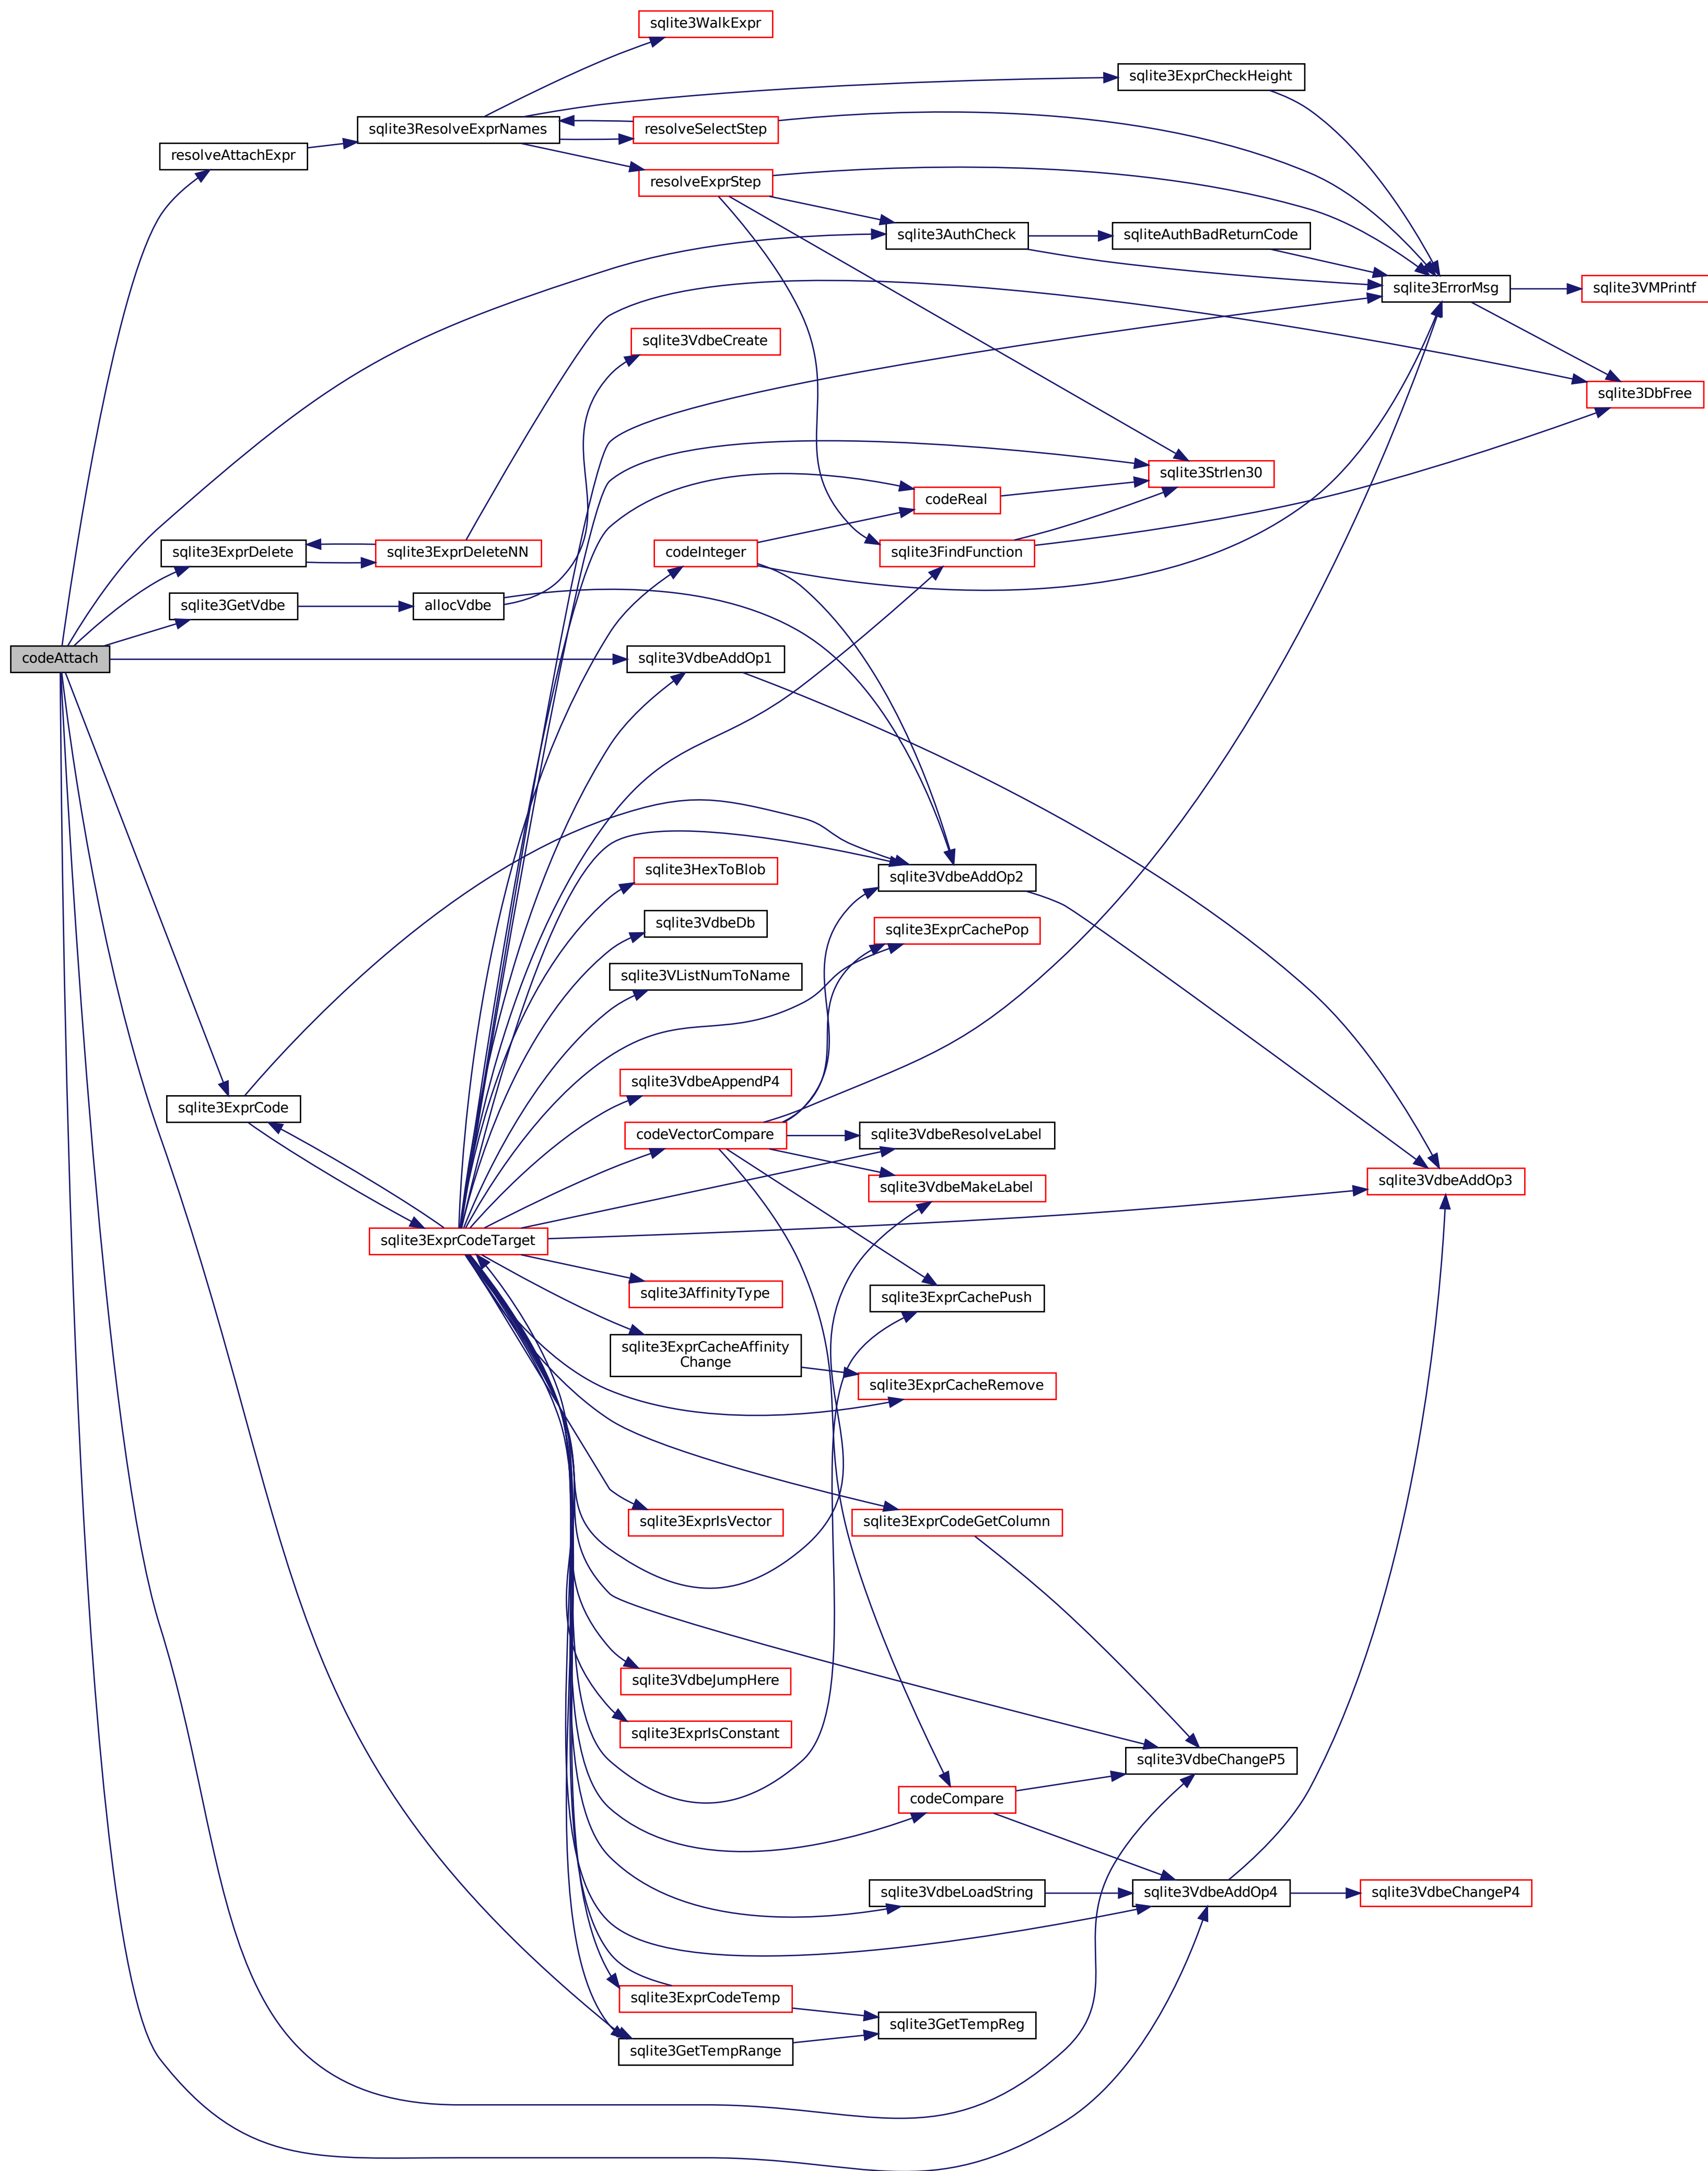 sqlite3WalkExpr
sqlite3ExprCheckHeight
sqlite3ResolveExprNames
resolveSelectStep
resolveAttachExpr
resolveExprStep
sqlite3AuthCheck
sqliteAuthBadReturnCode
sqlite3ErrorMsg
sqlite3VMPrintf
sqlite3VdbeCreate
sqlite3DbFree
sqlite3Strlen30
codeReal
sqlite3ExprDelete
sqlite3ExprDeleteNN
codeInteger
sqlite3FindFunction
sqlite3GetVdbe
allocVdbe
codeAttach
sqlite3VdbeAddOp1
sqlite3HexToBlob
sqlite3VdbeAddOp2
sqlite3VdbeDb
sqlite3ExprCachePop
sqlite3VListNumToName
sqlite3VdbeAppendP4
sqlite3ExprCode
codeVectorCompare
sqlite3VdbeResolveLabel
sqlite3VdbeMakeLabel
sqlite3VdbeAddOp3
sqlite3ExprCodeTarget
sqlite3AffinityType
sqlite3ExprCachePush
sqlite3ExprCacheAffinity
Change
sqlite3ExprCacheRemove
sqlite3ExprIsVector
sqlite3ExprCodeGetColumn
sqlite3VdbeJumpHere
sqlite3ExprIsConstant
sqlite3VdbeChangeP5
codeCompare
sqlite3VdbeLoadString
sqlite3VdbeAddOp4
sqlite3VdbeChangeP4
sqlite3ExprCodeTemp
sqlite3GetTempReg
sqlite3GetTempRange